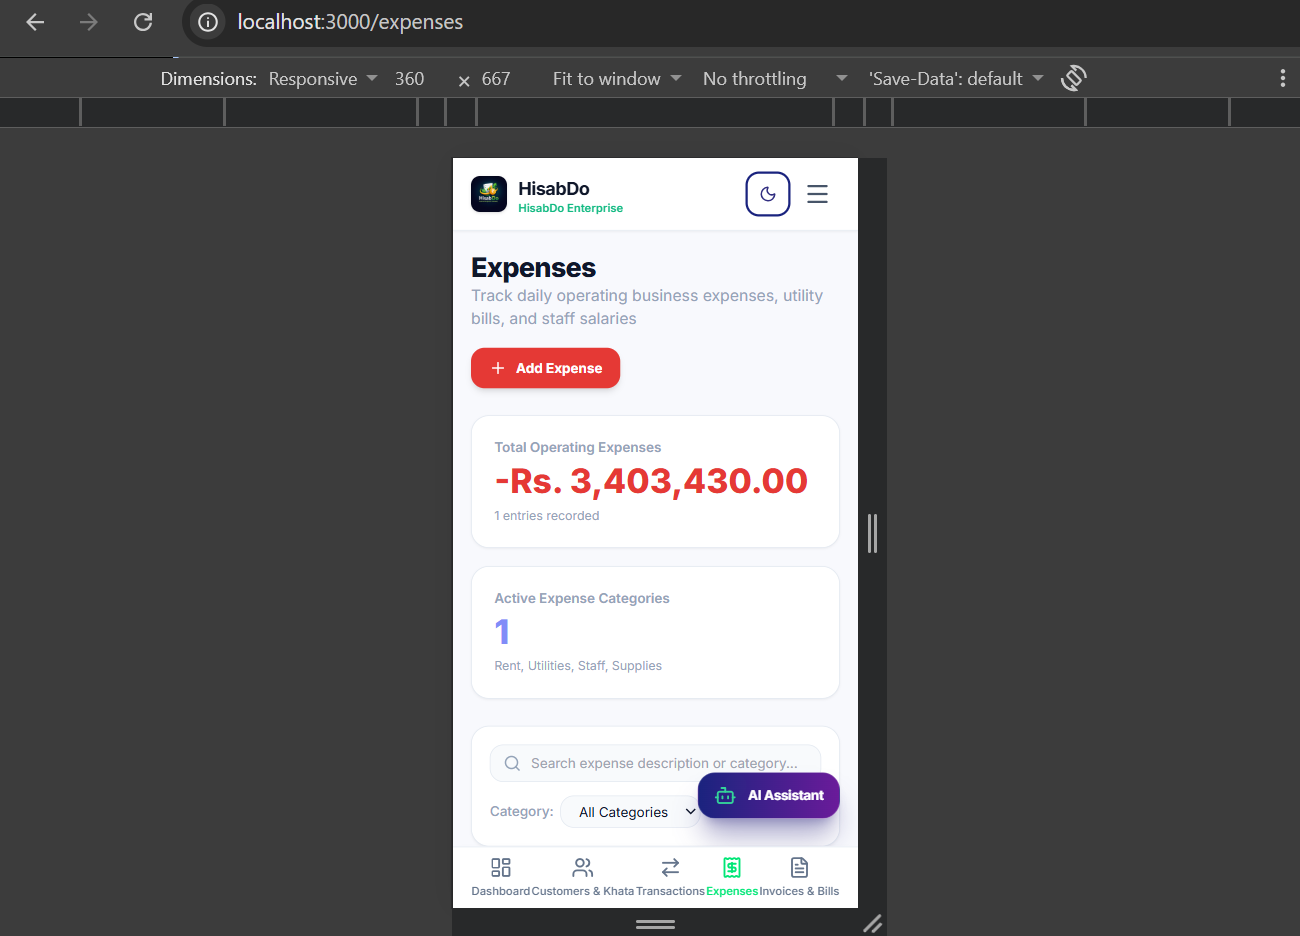 localhost:3000/expenses
Dimensions: Responsive 360 × 667 Fit to window No throttling 'Save-Data': default
HisabDo
HisabDo
HisabDo Enterprise
Expenses
Track daily operating business expenses, utility
bills, and staff salaries
+ Add Expense
Total Operating Expenses
-Rs. 3,403,430.00
1 entries recorded
Active Expense Categories
1
Rent, Utilities, Staff, Supplies
Search expense description or category...
AI Assistant
Category: All Categories
Dashboard Customers & Khata Transactions Expenses Invoices & Bills